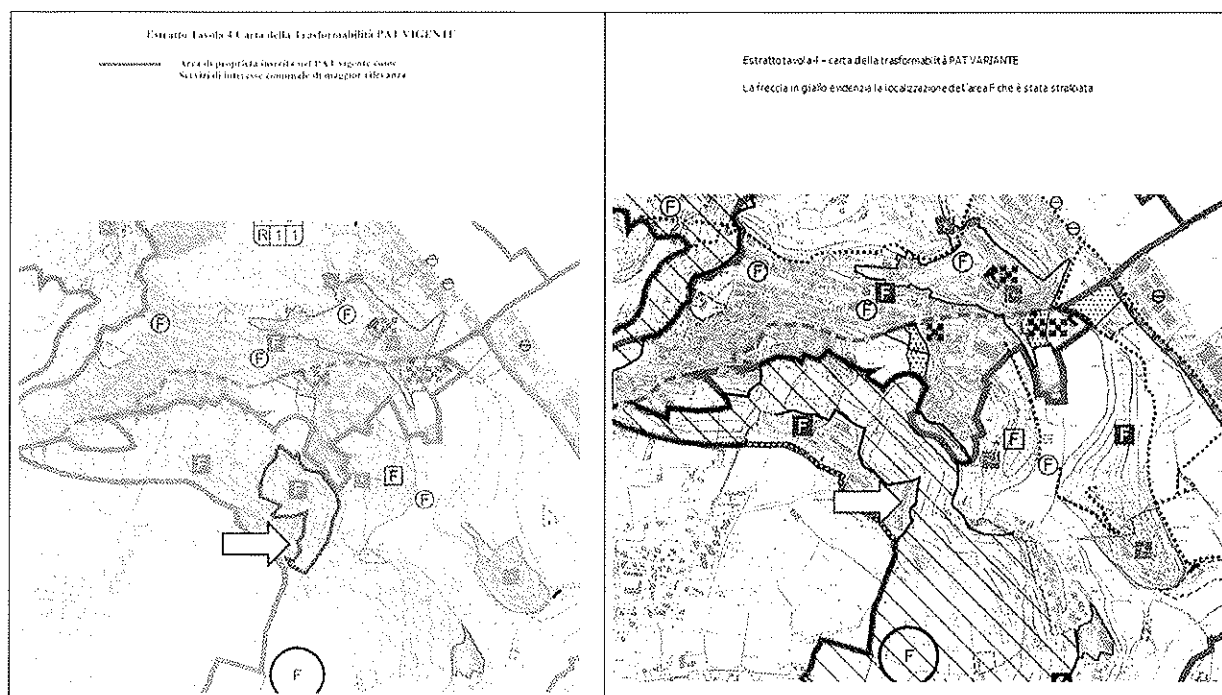 Estratto Tavola 4 Carta della Trasformabilità PAT VIGENTE
Area di proprietà inserita nel PAT vigente come
Servizi di interesse comunale di maggior rilevanza
R 1 1
F
F
F
F
F
F
F
F
F
F
Estratto tavola 4 – carta della trasformabilità PAT VARIANTE
La freccia in giallo evidenzia la localizzazione dell'area F che è stata stralciata
F
F
F
F
F
F
F
F
F
F